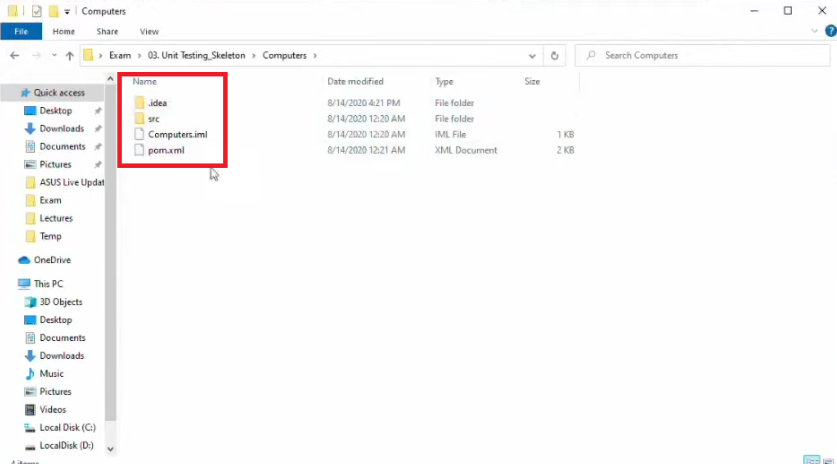 Computers
File Home Share View
Exam 03. Unit Testing_Skeleton Computers Search Computers
Name Date modified Type Size
Quick access
Desktop
Downloads
Documents
Pictures
ASUS Live Updat
Exam
Lectures
Temp
OneDrive
This PC
3D Objects
Desktop
Documents
Downloads
Music
Pictures
Videos
Local Disk (C:)
LocalDisk (D:)
.idea 8/14/2020 4:21 PM File folder
src 8/14/2020 12:20 AM File folder
Computers.iml 8/14/2020 12:20 AM IML File 1 KB
pom.xml 8/14/2020 12:21 AM XML Document 2 KB